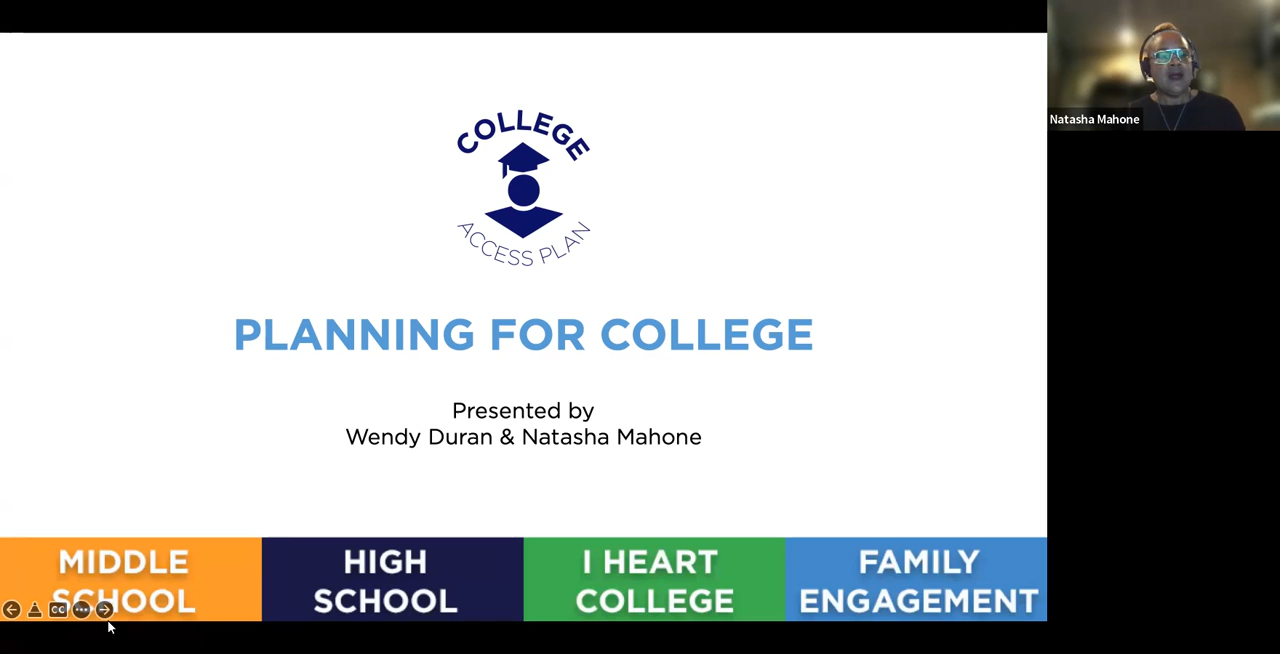 COLLEGE
ACCESS PLAN
PLANNING FOR COLLEGE
Presented by
Wendy Duran & Natasha Mahone
MIDDLE
SCHOOL
HIGH
SCHOOL
I HEART
COLLEGE
FAMILY
ENGAGEMENT
CC
Natasha Mahone